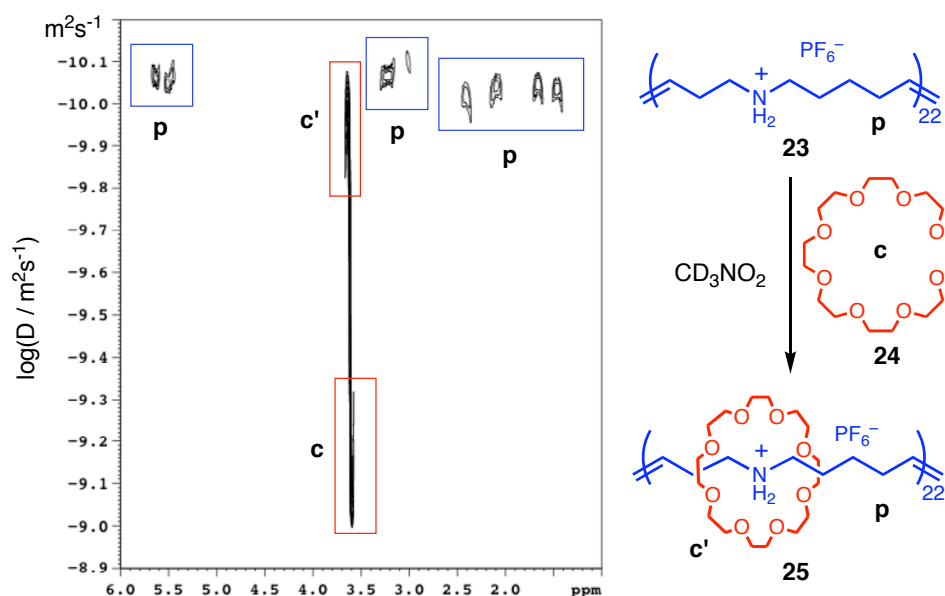 m²s⁻¹
−10.1
−10.0
−9.9
−9.8
−9.7
−9.6
−9.5
−9.4
−9.3
−9.2
−9.1
−9.0
−8.9
log(D / m²s⁻¹)
6.0 5.5 5.0 4.5 4.0 3.5 3.0 2.5 2.0 ppm
p
c'
p
p
c
PF₆⁻
+
N
H₂
22
p
23
CD₃NO₂
O O
O O
c
O O
O O
24
PF₆⁻
O O
O O
+
N
H₂
O O
O O
22
p
c'
25